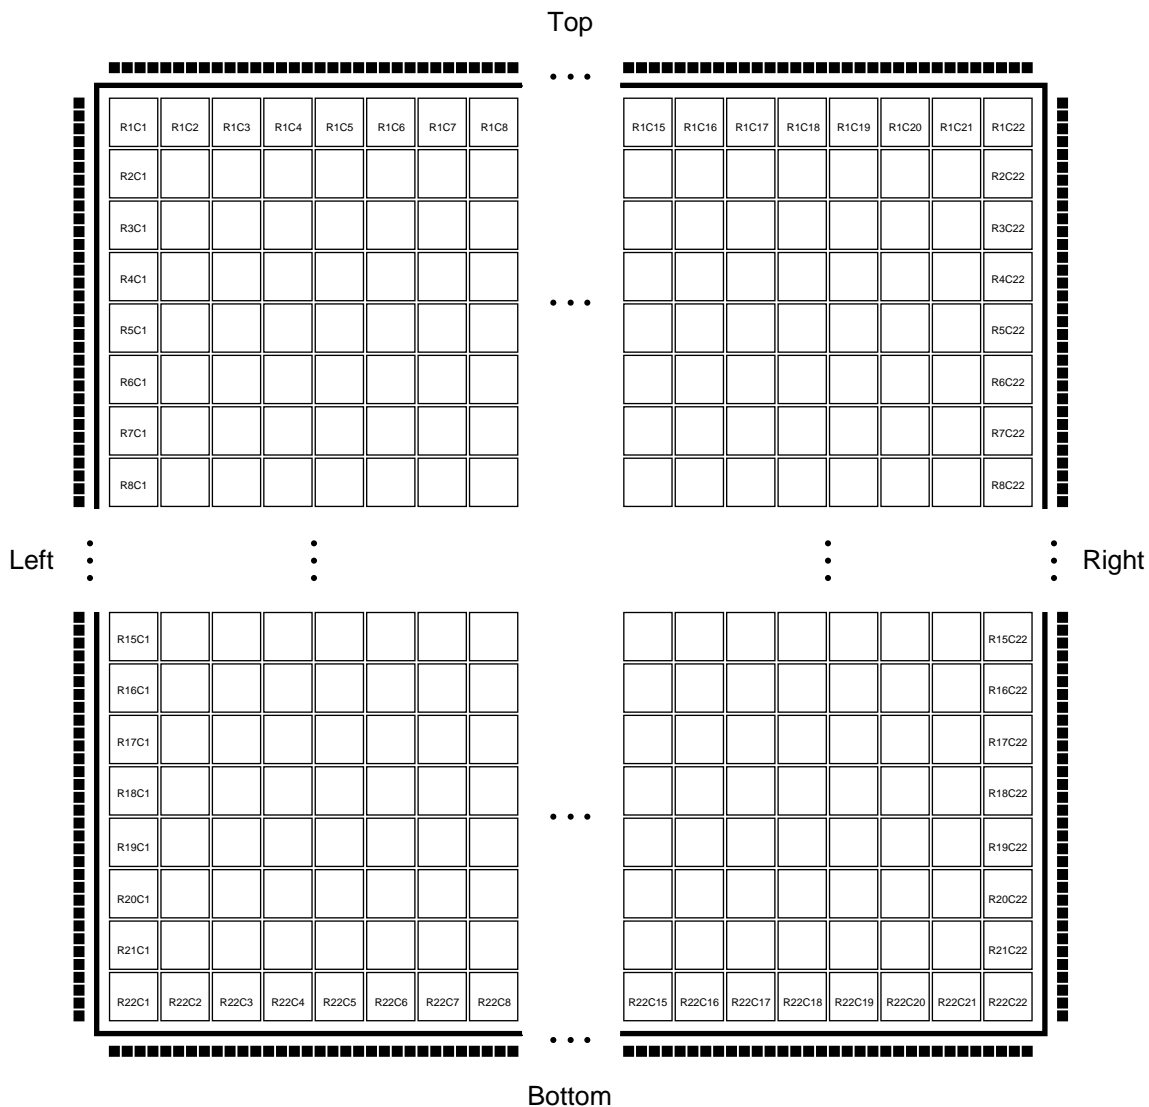 Top
R1C1 R1C2 R1C3 R1C4 R1C5 R1C6 R1C7 R1C8 R1C15 R1C16 R1C17 R1C18 R1C19 R1C20 R1C21 R1C22
R2C1 R2C22
R3C1 R3C22
R4C1 R4C22
R5C1 R5C22
R6C1 R6C22
R7C1 R7C22
R8C1 R8C22
Left Right
R15C1 R15C22
R16C1 R16C22
R17C1 R17C22
R18C1 R18C22
R19C1 R19C22
R20C1 R20C22
R21C1 R21C22
R22C1 R22C2 R22C3 R22C4 R22C5 R22C6 R22C7 R22C8 R22C15 R22C16 R22C17 R22C18 R22C19 R22C20 R22C21 R22C22
Bottom